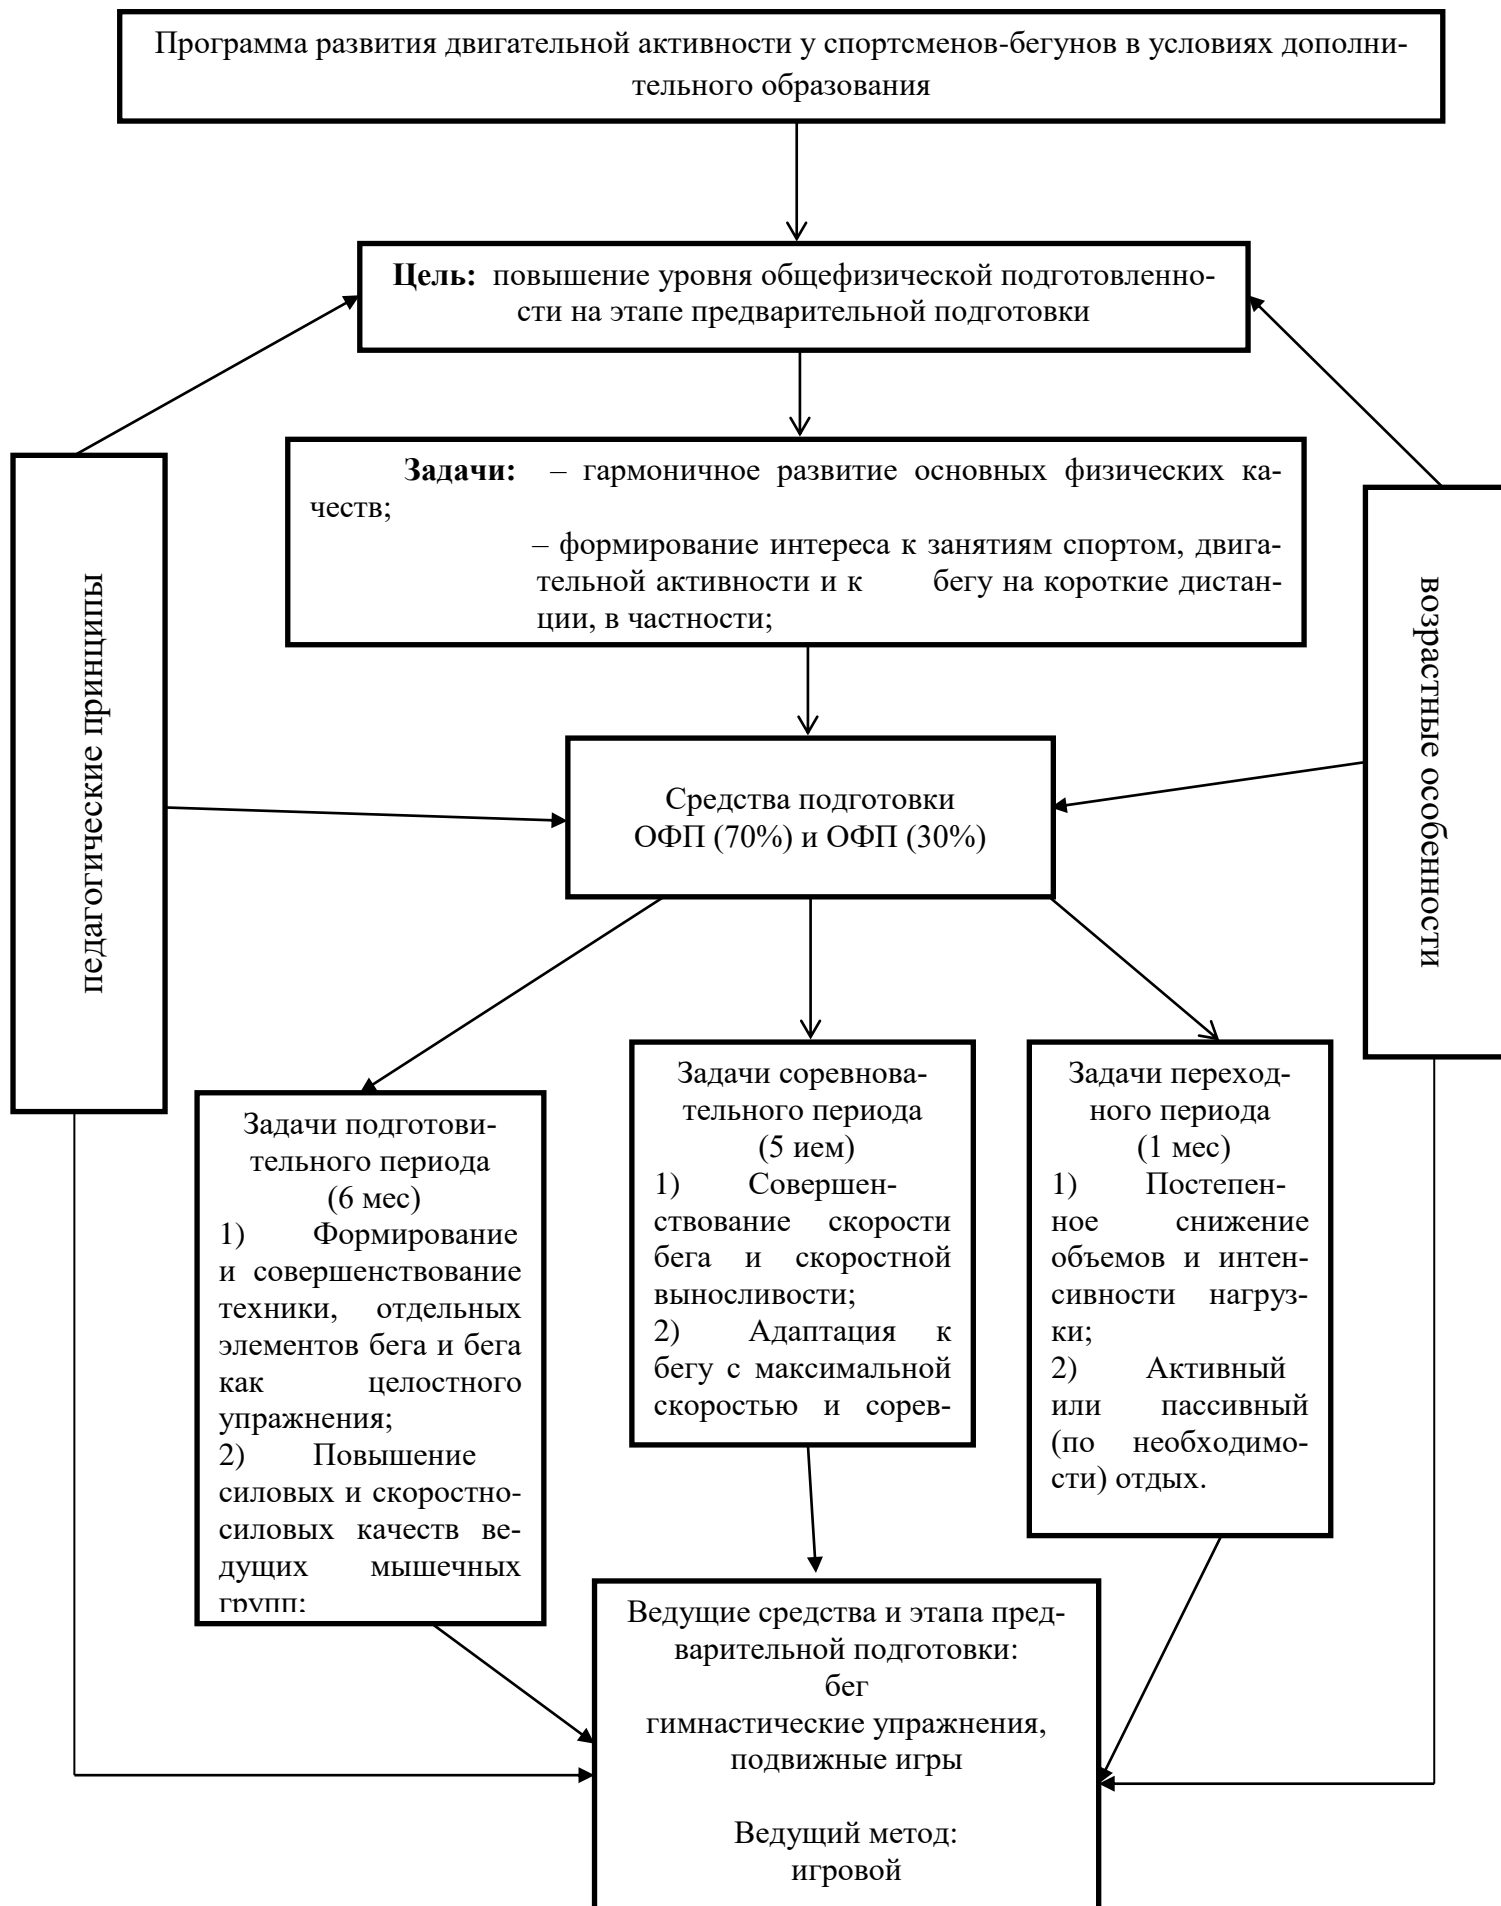 Программа развития двигательной активности у спортсменов-бегунов в условиях дополни-
тельного образования
Цель: повышение уровня общефизической подготовленно-
сти на этапе предварительной подготовки
Задачи: – гармоничное развитие основных физических ка-
честв;
– формирование интереса к занятиям спортом, двига-
тельной активности и к бегу на короткие дистан-
ции, в частности;
педагогические принципы
возрастные особенности
Средства подготовки
ОФП (70%) и ОФП (30%)
Задачи подготови-
тельного периода
(6 мес)
1) Формирование
и совершенствование
техники, отдельных
элементов бега и бега
как целостного
упражнения;
2) Повышение
силовых и скоростно-
силовых качеств ве-
дущих мышечных
групп;
Задачи соревнова-
тельного периода
(5 ием)
1) Совершен-
ствование скорости
бега и скоростной
выносливости;
2) Адаптация к
бегу с максимальной
скоростью и сорев-
Задачи переход-
ного периода
(1 мес)
1) Постепен-
ное снижение
объемов и интен-
сивности нагруз-
ки;
2) Активный
или пассивный
(по необходимо-
сти) отдых.
Ведущие средства и этапа пред-
варительной подготовки:
бег
гимнастические упражнения,
подвижные игры
Ведущий метод:
игровой